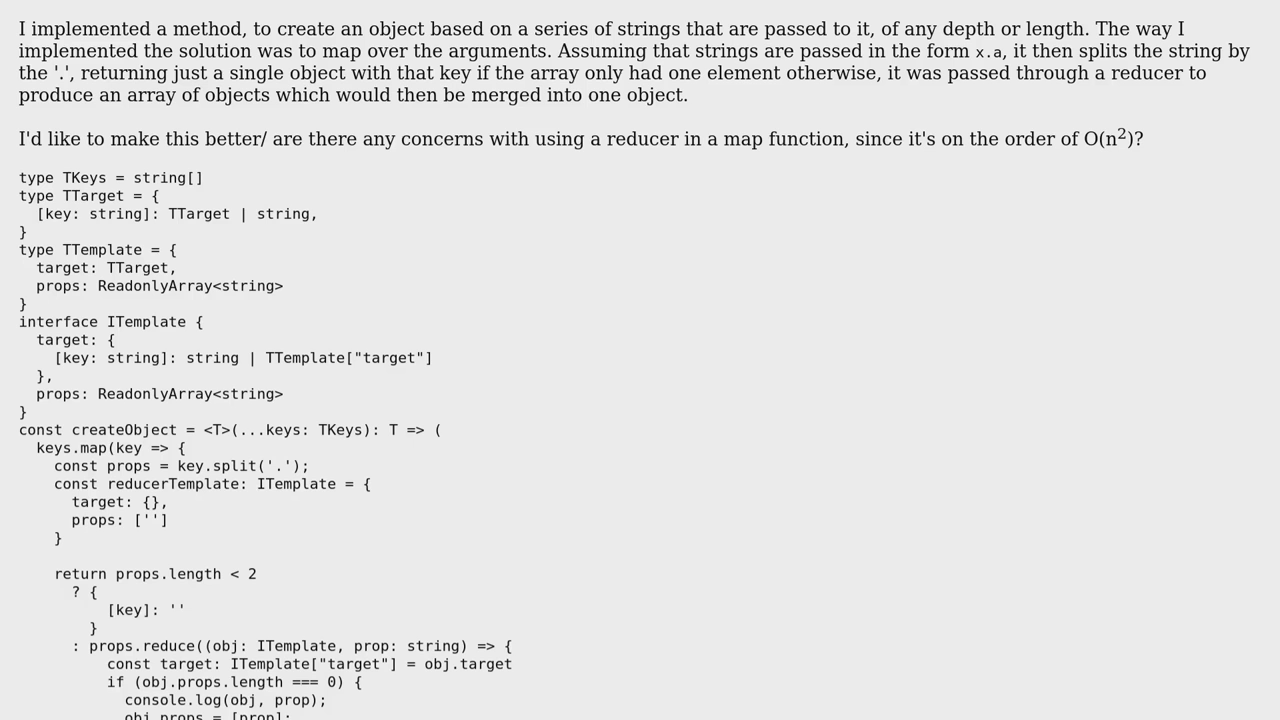 I implemented a method, to create an object based on a series of strings that are passed to it, of any depth or length. The way I
implemented the solution was to map over the arguments. Assuming that strings are passed in the form x.a, it then splits the string by
the '.', returning just a single object with that key if the array only had one element otherwise, it was passed through a reducer to
produce an array of objects which would then be merged into one object.
I'd like to make this better/ are there any concerns with using a reducer in a map function, since it's on the order of O(n²)?
type TKeys = string[]
type TTarget = {
  [key: string]: TTarget | string,
}
type TTemplate = {
  target: TTarget,
  props: ReadonlyArray<string>
}
interface ITemplate {
  target: {
    [key: string]: string | TTemplate["target"]
  },
  props: ReadonlyArray<string>
}
const createObject = <T>(...keys: TKeys): T => (
  keys.map(key => {
    const props = key.split('.');
    const reducerTemplate: ITemplate = {
      target: {},
      props: ['']
    }
    return props.length < 2
      ? {
          [key]: ''
        }
      : props.reduce((obj: ITemplate, prop: string) => {
          const target: ITemplate["target"] = obj.target
          if (obj.props.length === 0) {
            console.log(obj, prop);
            obj.props = [prop];